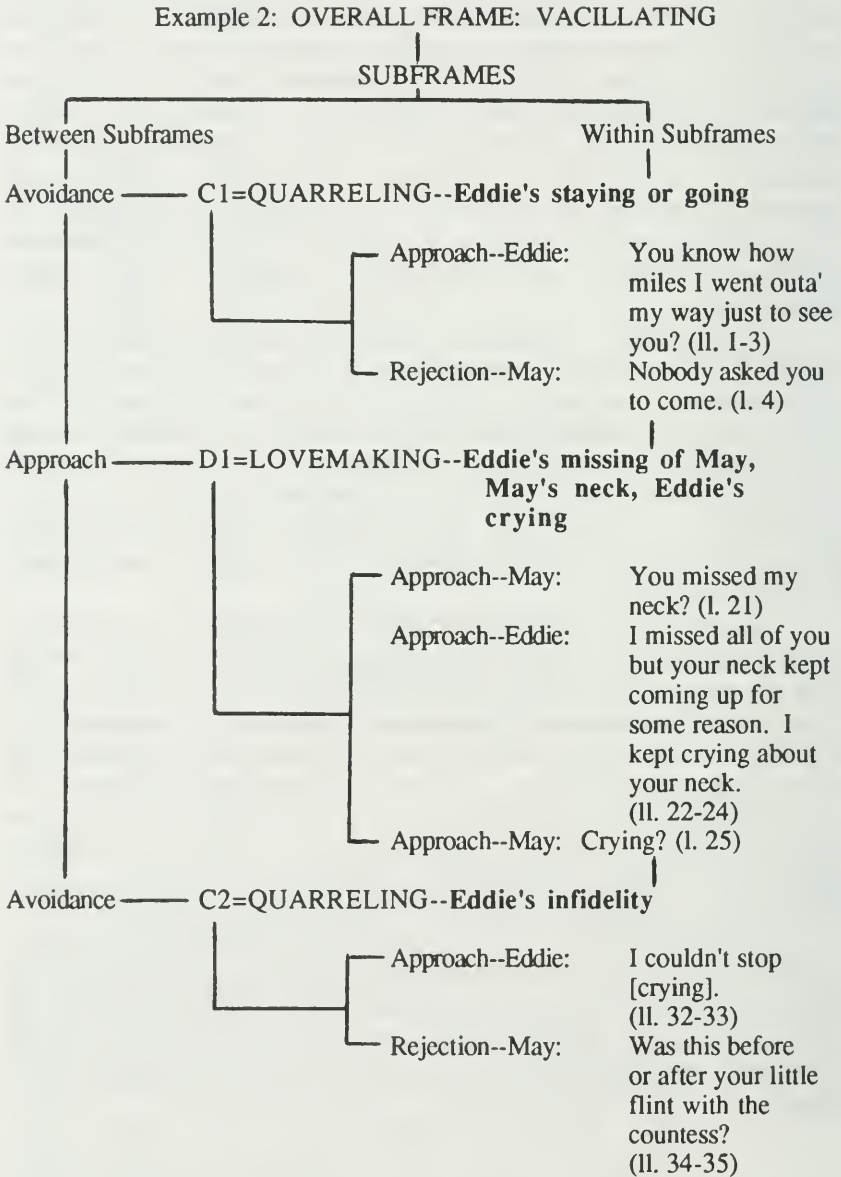 Example 2: OVERALL FRAME: VACILLATING
SUBFRAMES
Between Subframes Within Subframes
Avoidance C1=QUARRELING--Eddie's staying or going
Approach--Eddie: You know how
miles I went outa'
my way just to see
you? (ll. 1-3)
Rejection--May: Nobody asked you
to come. (l. 4)
Approach D1=LOVEMAKING--Eddie's missing of May,
May's neck, Eddie's
crying
Approach--May: You missed my
neck? (l. 21)
Approach--Eddie: I missed all of you
but your neck kept
coming up for
some reason. I
kept crying about
your neck.
(ll. 22-24)
Approach--May: Crying? (l. 25)
Avoidance C2=QUARRELING--Eddie's infidelity
Approach--Eddie: I couldn't stop
[crying].
(ll. 32-33)
Rejection--May: Was this before
or after your little
flint with the
countess?
(ll. 34-35)